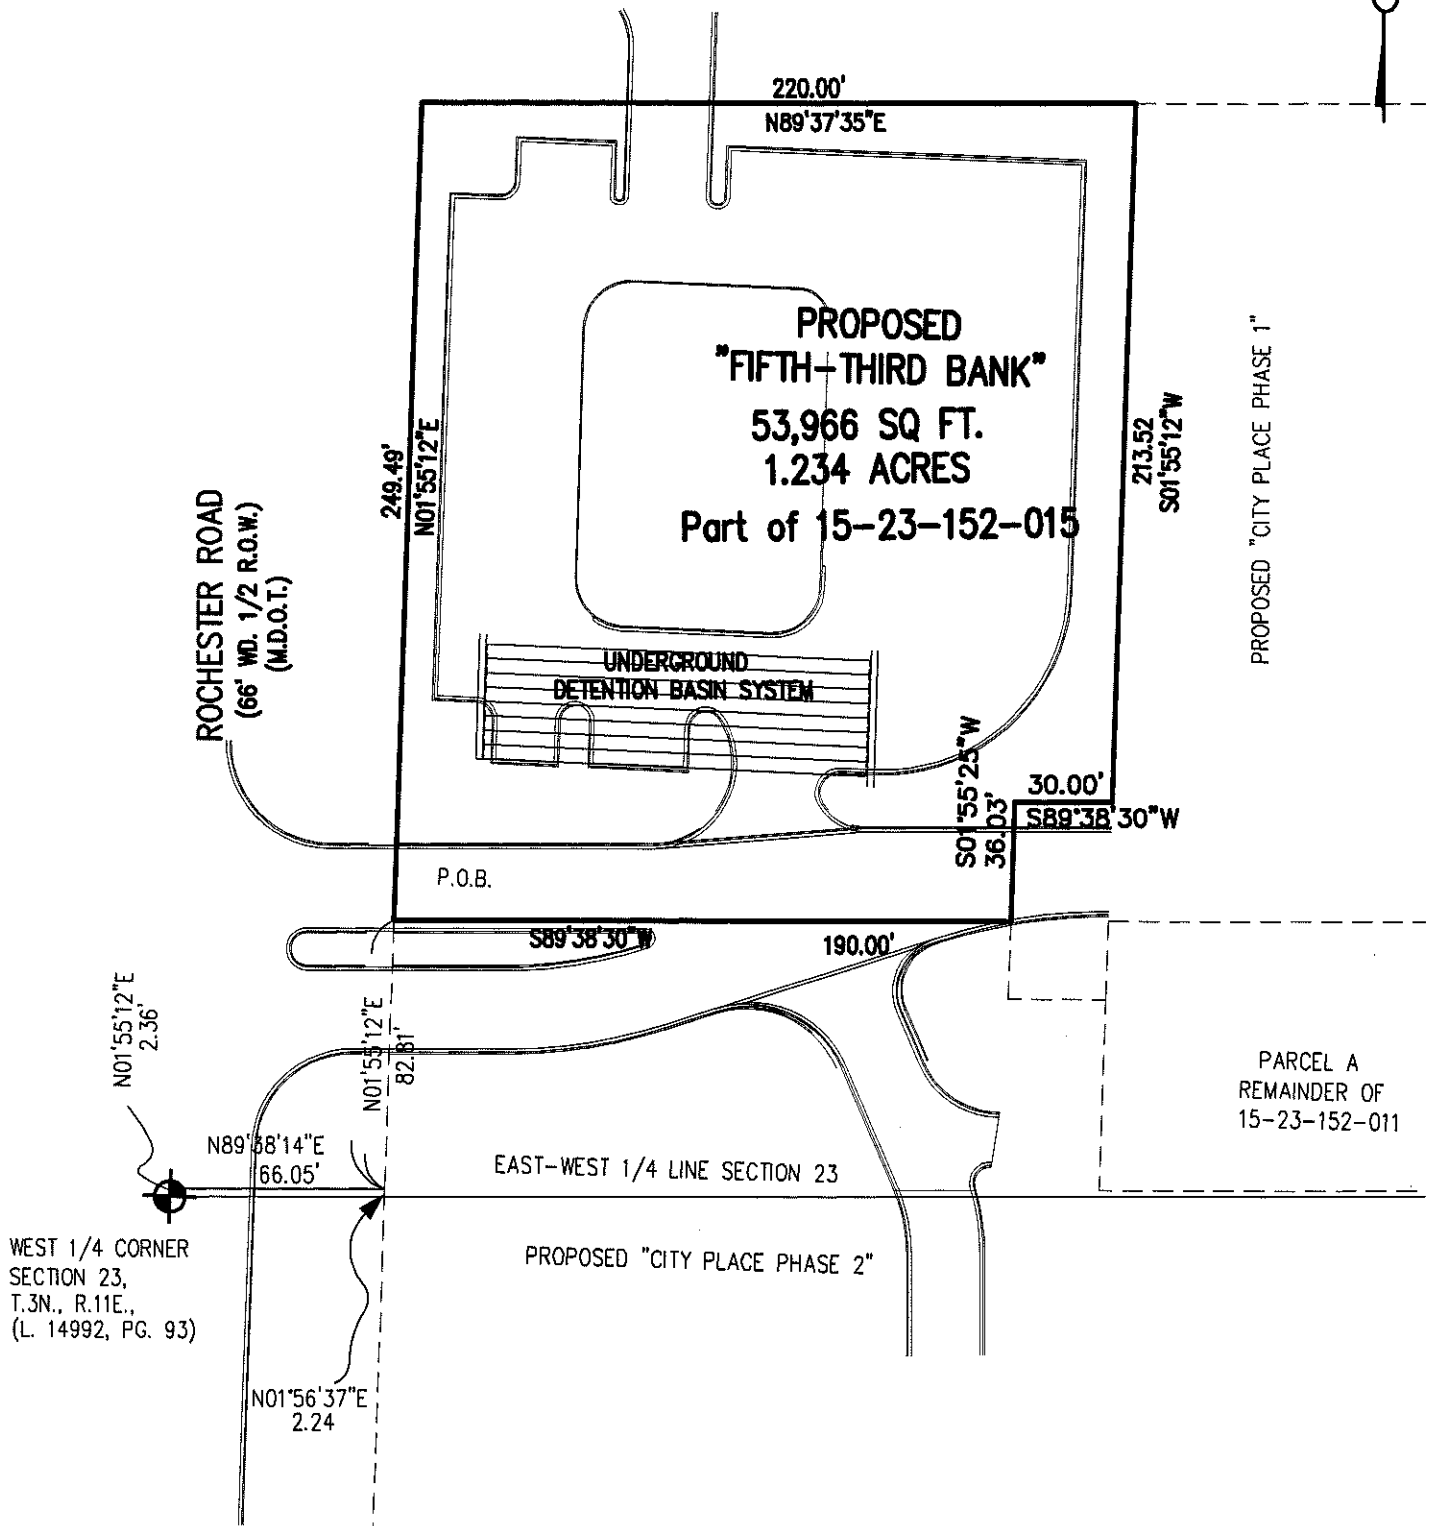 220.00'
N89°37'35"E
PROPOSED
"FIFTH-THIRD BANK"
53,966 SQ FT.
1.234 ACRES
Part of 15-23-152-015
249.49'
N01°55'12"E
213.52
S01°55'12"W
PROPOSED "CITY PLACE PHASE 1"
ROCHESTER ROAD
(66' WD. 1/2 R.O.W.)
(M.D.O.T.)
UNDERGROUND
DETENTION BASIN SYSTEM
S01°55'25"W
36.03'
30.00'
S89°38'30"W
P.O.B.
S89°38'30"W
190.00'
N01°55'12"E
2.36'
N01°55'12"E
82.81'
PARCEL A
REMAINDER OF
15-23-152-011
N89°38'14"E
66.05'
EAST-WEST 1/4 LINE SECTION 23
WEST 1/4 CORNER
SECTION 23,
T.3N., R.11E.,
(L. 14992, PG. 93)
PROPOSED "CITY PLACE PHASE 2"
N01°56'37"E
2.24